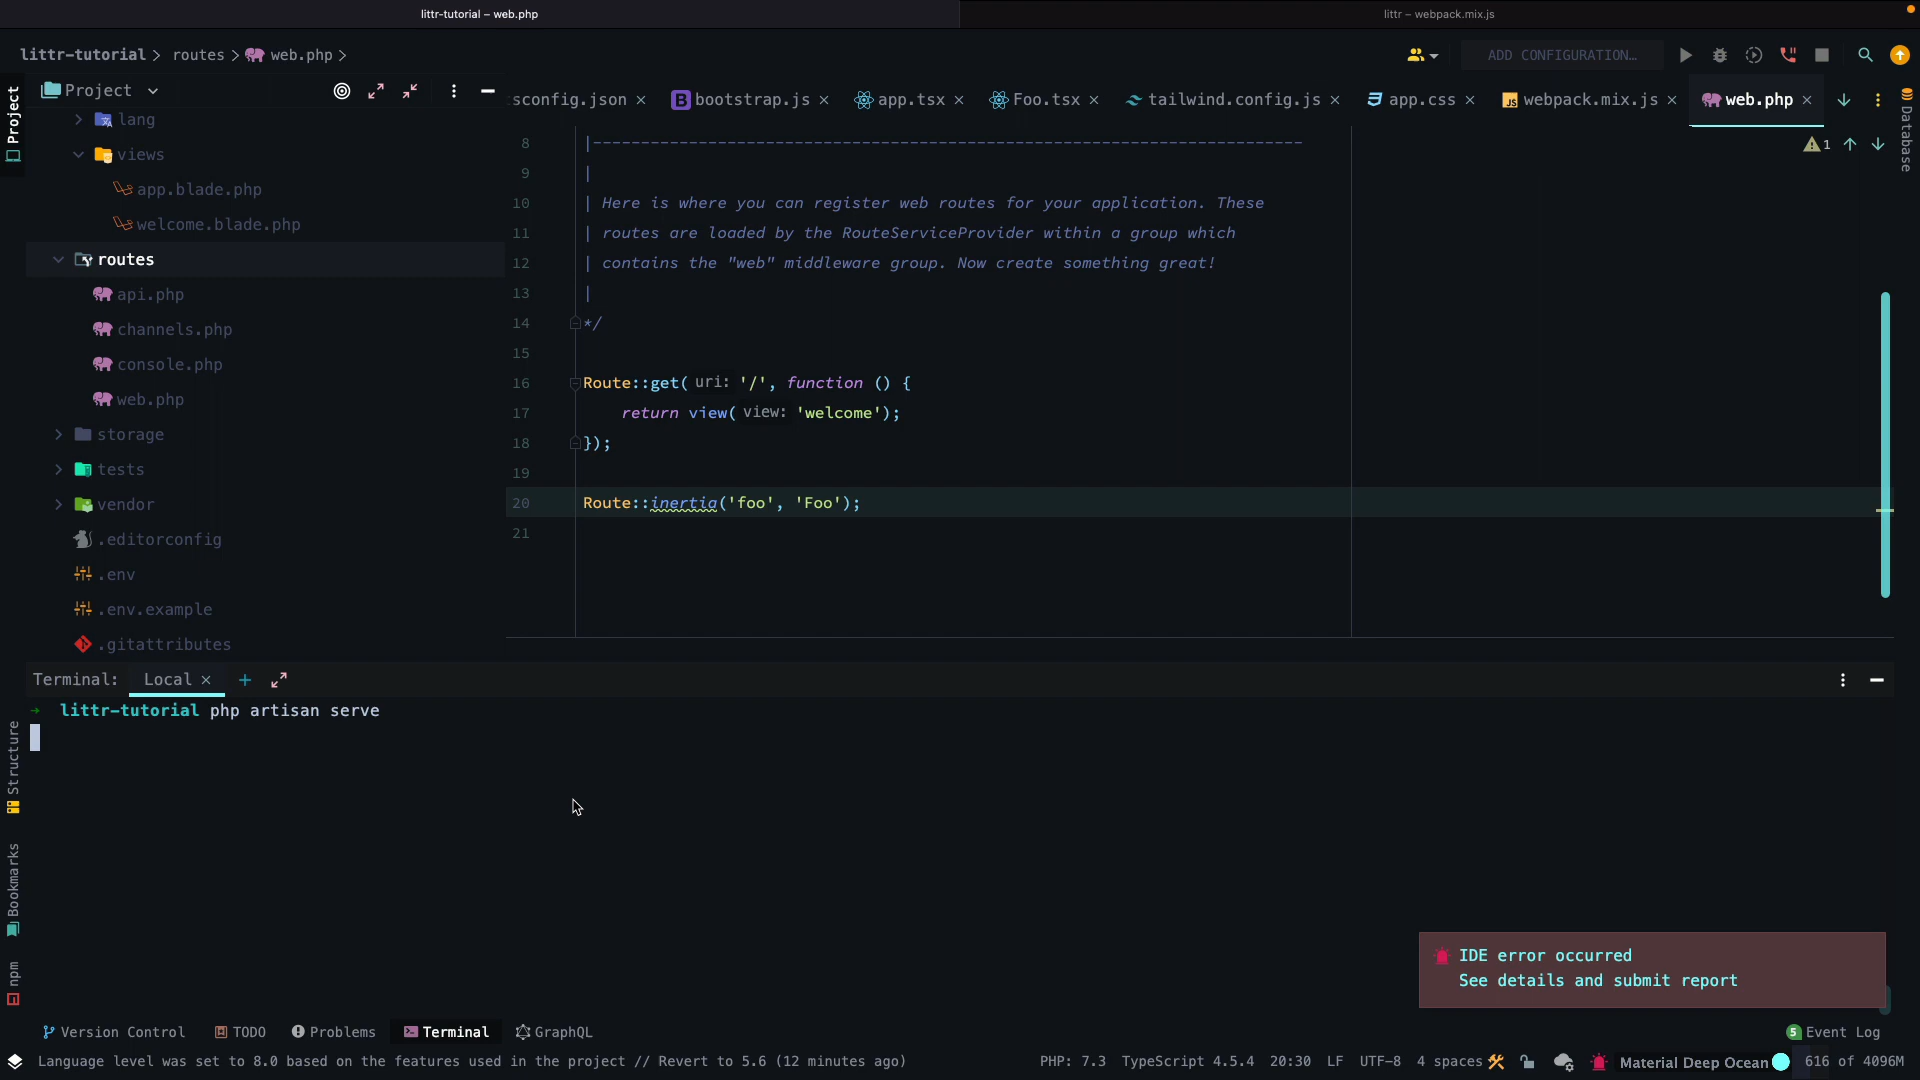 littr-tutorial – web.php
littr – webpack.mix.js
littr-tutorial > routes > web.php >
ADD CONFIGURATION…
Project
Project
sconfig.json
bootstrap.js
app.tsx
Foo.tsx
tailwind.config.js
app.css
webpack.mix.js
web.php
Database
lang
views
app.blade.php
welcome.blade.php
routes
api.php
channels.php
console.php
web.php
storage
tests
vendor
.editorconfig
.env
.env.example
.gitattributes
1
8 |--------------------------------------------------------------------------
9 |
10 | Here is where you can register web routes for your application. These
11 | routes are loaded by the RouteServiceProvider within a group which
12 | contains the "web" middleware group. Now create something great!
13 |
14 */
15
16 Route::get( uri: '/', function () {
17 return view( view: 'welcome');
18 });
19
20 Route::inertia('foo', 'Foo');
21
Terminal: Local
→ littr-tutorial php artisan serve
Structure
Bookmarks
npm
IDE error occurred
See details and submit report
Version Control
TODO
Problems
Terminal
GraphQL
5 Event Log
Language level was set to 8.0 based on the features used in the project // Revert to 5.6 (12 minutes ago)
PHP: 7.3 TypeScript 4.5.4 20:30 LF UTF-8 4 spaces
Material Deep Ocean
616 of 4096M